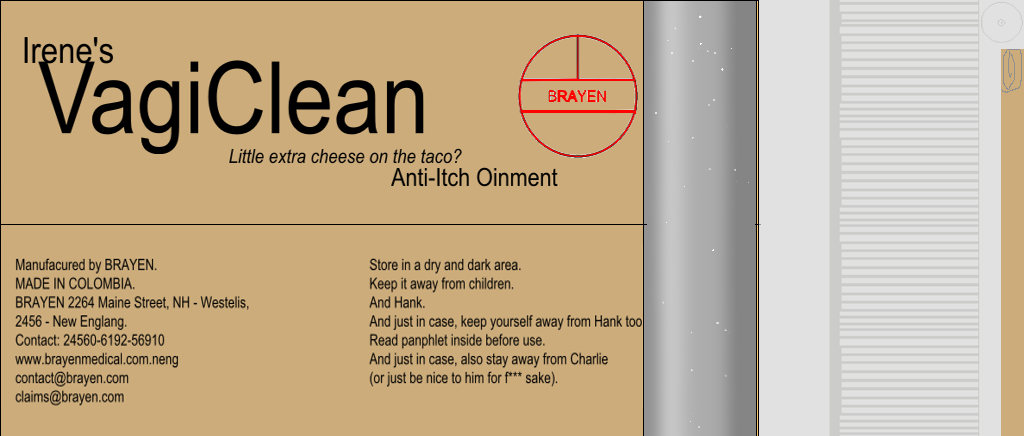 Irene's
VagiClean
BRAYEN
Little extra cheese on the taco?
Anti-Itch Oinment
Manufacured by BRAYEN.
MADE IN COLOMBIA.
BRAYEN 2264 Maine Street, NH - Westelis,
2456 - New Englang.
Contact: 24560-6192-56910
www.brayenmedical.com.neng
contact@brayen.com
claims@brayen.com
Store in a dry and dark area.
Keep it away from children.
And Hank.
And just in case, keep yourself away from Hank too
Read panphlet inside before use.
And just in case, also stay away from Charlie
(or just be nice to him for f*** sake).